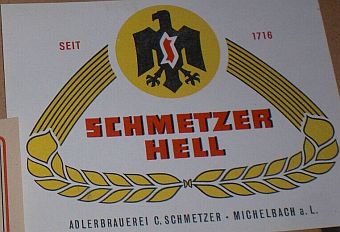 SEIT 1716
S
SCHMETZER
HELL
ADLERBRAUEREI C. SCHMETZER • MICHELBACH a. L.